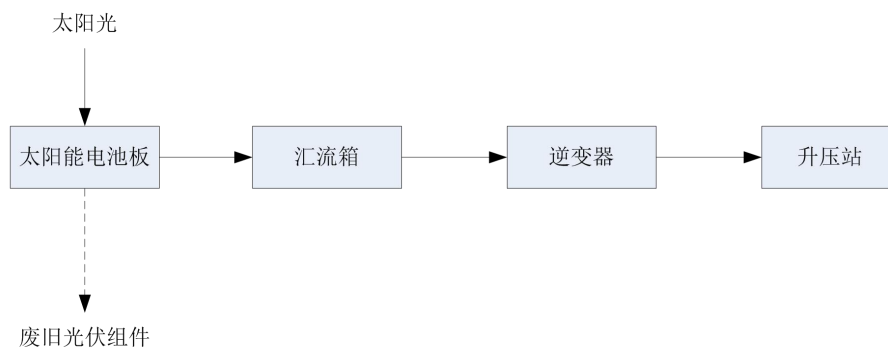 太阳光
太阳能电池板
汇流箱
逆变器
升压站
废旧光伏组件